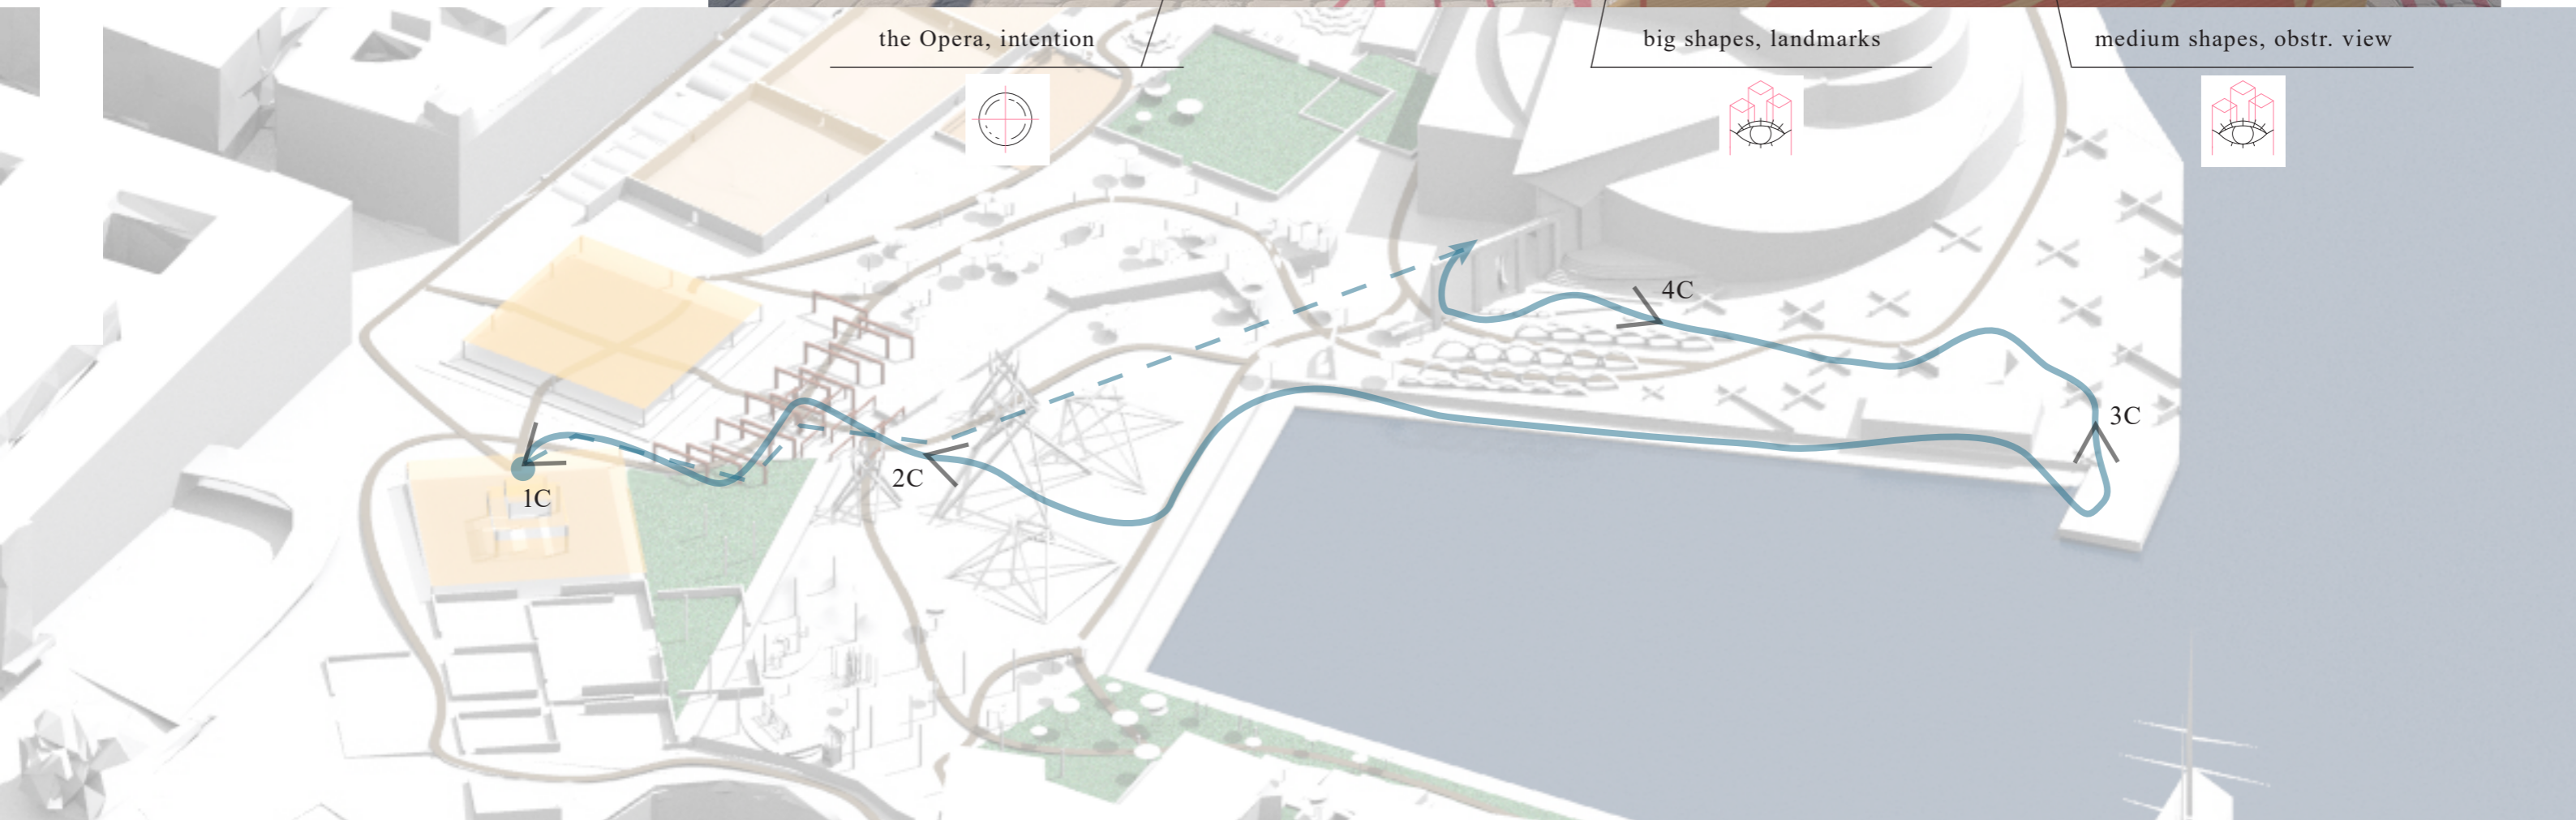 the Opera, intention
big shapes, landmarks
medium shapes, obstr. view
4C
3C
2C
1C